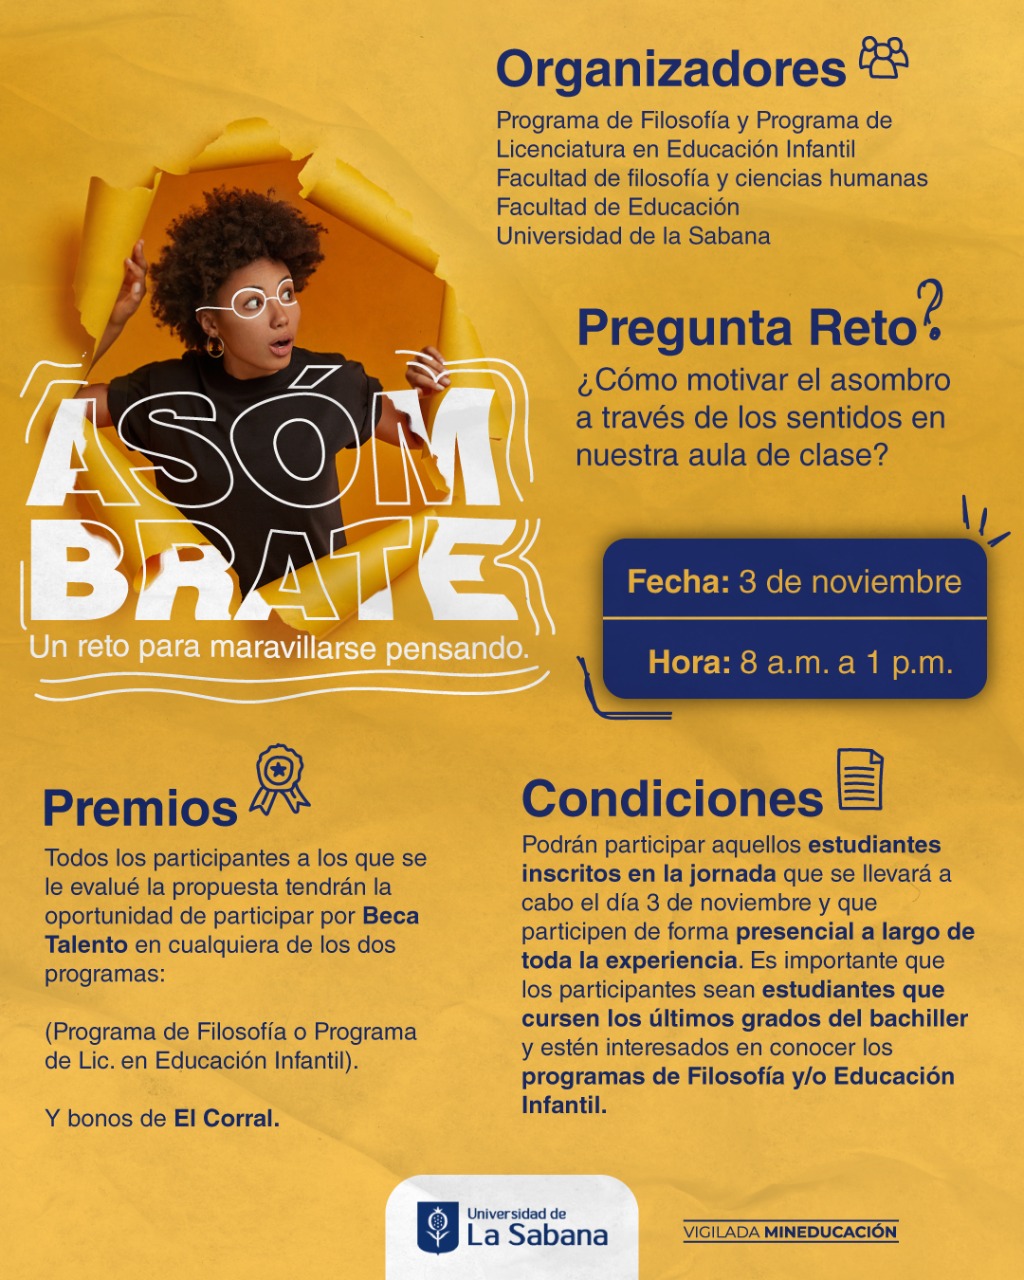 Organizadores
Programa de Filosofía y Programa de
Licenciatura en Educación Infantil
Facultad de filosofía y ciencias humanas
Facultad de Educación
Universidad de la Sabana
Pregunta Reto?
¿Cómo motivar el asombro
a través de los sentidos en
nuestra aula de clase?
ASÓM
BRATE
Un reto para maravillarse pensando.
Fecha: 3 de noviembre
Hora: 8 a.m. a 1 p.m.
Premios
Todos los participantes a los que se
le evalué la propuesta tendrán la
oportunidad de participar por Beca
Talento en cualquiera de los dos
programas:
(Programa de Filosofía o Programa
de Lic. en Educación Infantil).
Y bonos de El Corral.
Condiciones
Podrán participar aquellos estudiantes
inscritos en la jornada que se llevará a
cabo el día 3 de noviembre y que
participen de forma presencial a largo de
toda la experiencia. Es importante que
los participantes sean estudiantes que
cursen los últimos grados del bachiller
y estén interesados en conocer los
programas de Filosofía y/o Educación
Infantil.
Universidad de
La Sabana
VIGILADA MINEDUCACIÓN